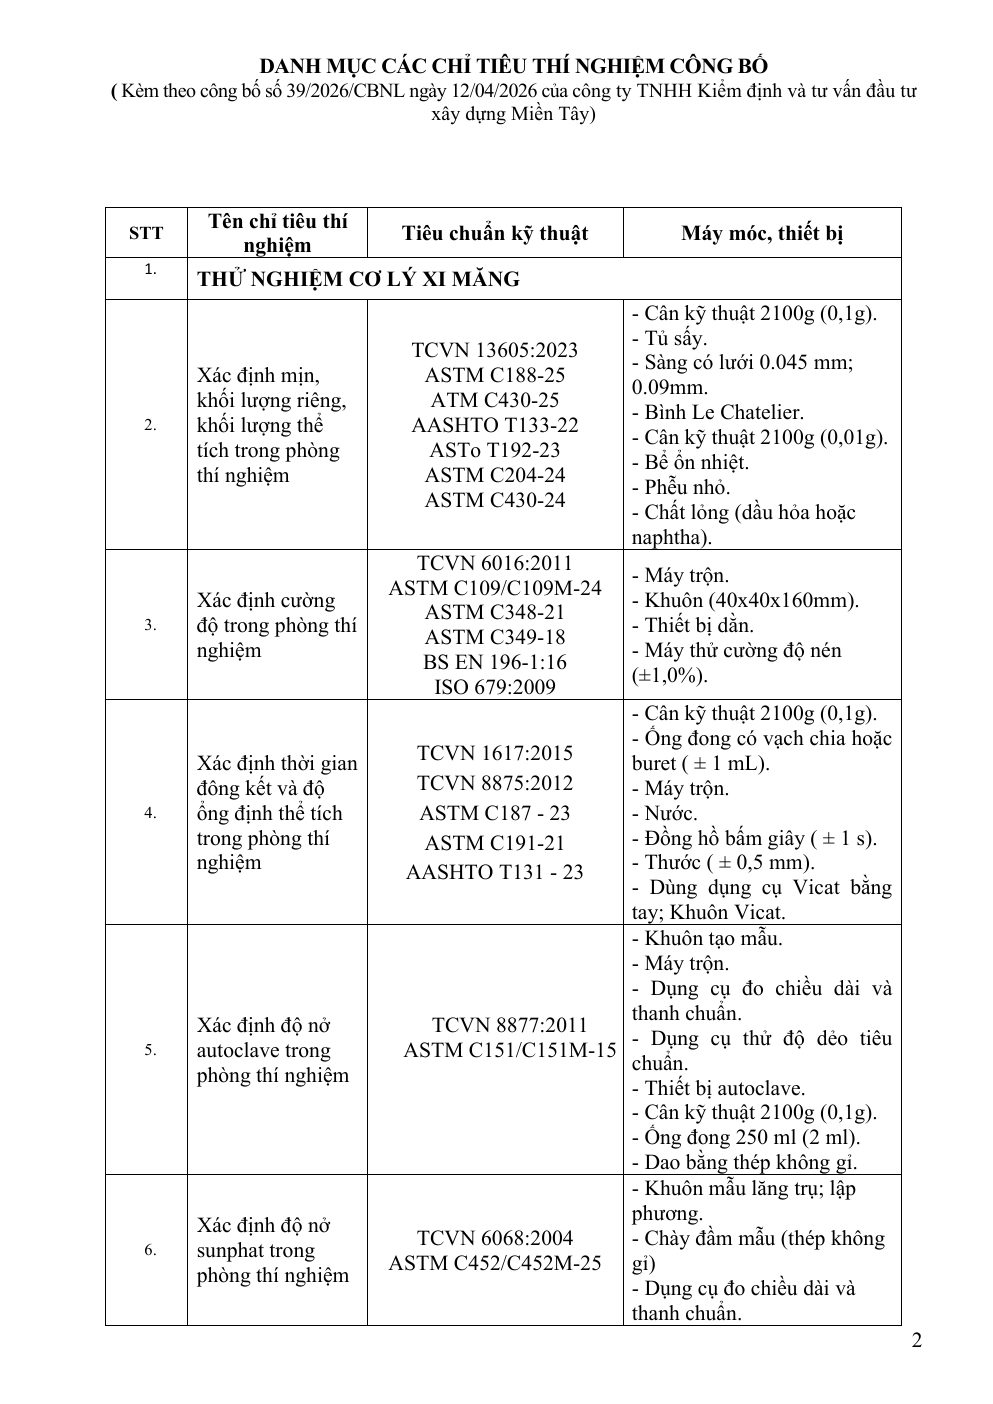 DANH MỤC CÁC CHỈ TIÊU THÍ NGHIỆM CÔNG BỐ
( Kèm theo công bố số 39/2026/CBNL ngày 12/04/2026 của công ty TNHH Kiểm định và tư vấn đầu tư
xây dựng Miền Tây)
STT
Tên chỉ tiêu thí
nghiệm
Tiêu chuẩn kỹ thuật
Máy móc, thiết bị
1.
THỬ NGHIỆM CƠ LÝ XI MĂNG
2.
Xác định mịn,
khối lượng riêng,
khối lượng thể
tích trong phòng
thí nghiệm
TCVN 13605:2023
ASTM C188-25
ATM C430-25
AASHTO T133-22
ASTo T192-23
ASTM C204-24
ASTM C430-24
- Cân kỹ thuật 2100g (0,1g).
- Tủ sấy.
- Sàng có lưới 0.045 mm;
0.09mm.
- Bình Le Chatelier.
- Cân kỹ thuật 2100g (0,01g).
- Bể ổn nhiệt.
- Phễu nhỏ.
- Chất lỏng (dầu hỏa hoặc
naphtha).
3.
Xác định cường
độ trong phòng thí
nghiệm
TCVN 6016:2011
ASTM C109/C109M-24
ASTM C348-21
ASTM C349-18
BS EN 196-1:16
ISO 679:2009
- Máy trộn.
- Khuôn (40x40x160mm).
- Thiết bị dằn.
- Máy thử cường độ nén
(±1,0%).
4.
Xác định thời gian
đông kết và độ
ổng định thể tích
trong phòng thí
nghiệm
TCVN 1617:2015
TCVN 8875:2012
ASTM C187 - 23
ASTM C191-21
AASHTO T131 - 23
- Cân kỹ thuật 2100g (0,1g).
- Ống đong có vạch chia hoặc
buret ( ± 1 mL).
- Máy trộn.
- Nước.
- Đồng hồ bấm giây ( ± 1 s).
- Thước ( ± 0,5 mm).
- Dùng dụng cụ Vicat bằng
tay; Khuôn Vicat.
5.
Xác định độ nở
autoclave trong
phòng thí nghiệm
TCVN 8877:2011
ASTM C151/C151M-15
- Khuôn tạo mẫu.
- Máy trộn.
- Dụng cụ đo chiều dài và
thanh chuẩn.
- Dụng cụ thử độ dẻo tiêu
chuẩn.
- Thiết bị autoclave.
- Cân kỹ thuật 2100g (0,1g).
- Ống đong 250 ml (2 ml).
- Dao bằng thép không gỉ.
6.
Xác định độ nở
sunphat trong
phòng thí nghiệm
TCVN 6068:2004
ASTM C452/C452M-25
- Khuôn mẫu lăng trụ; lập
phương.
- Chày đầm mẫu (thép không
gỉ)
- Dụng cụ đo chiều dài và
thanh chuẩn.
2